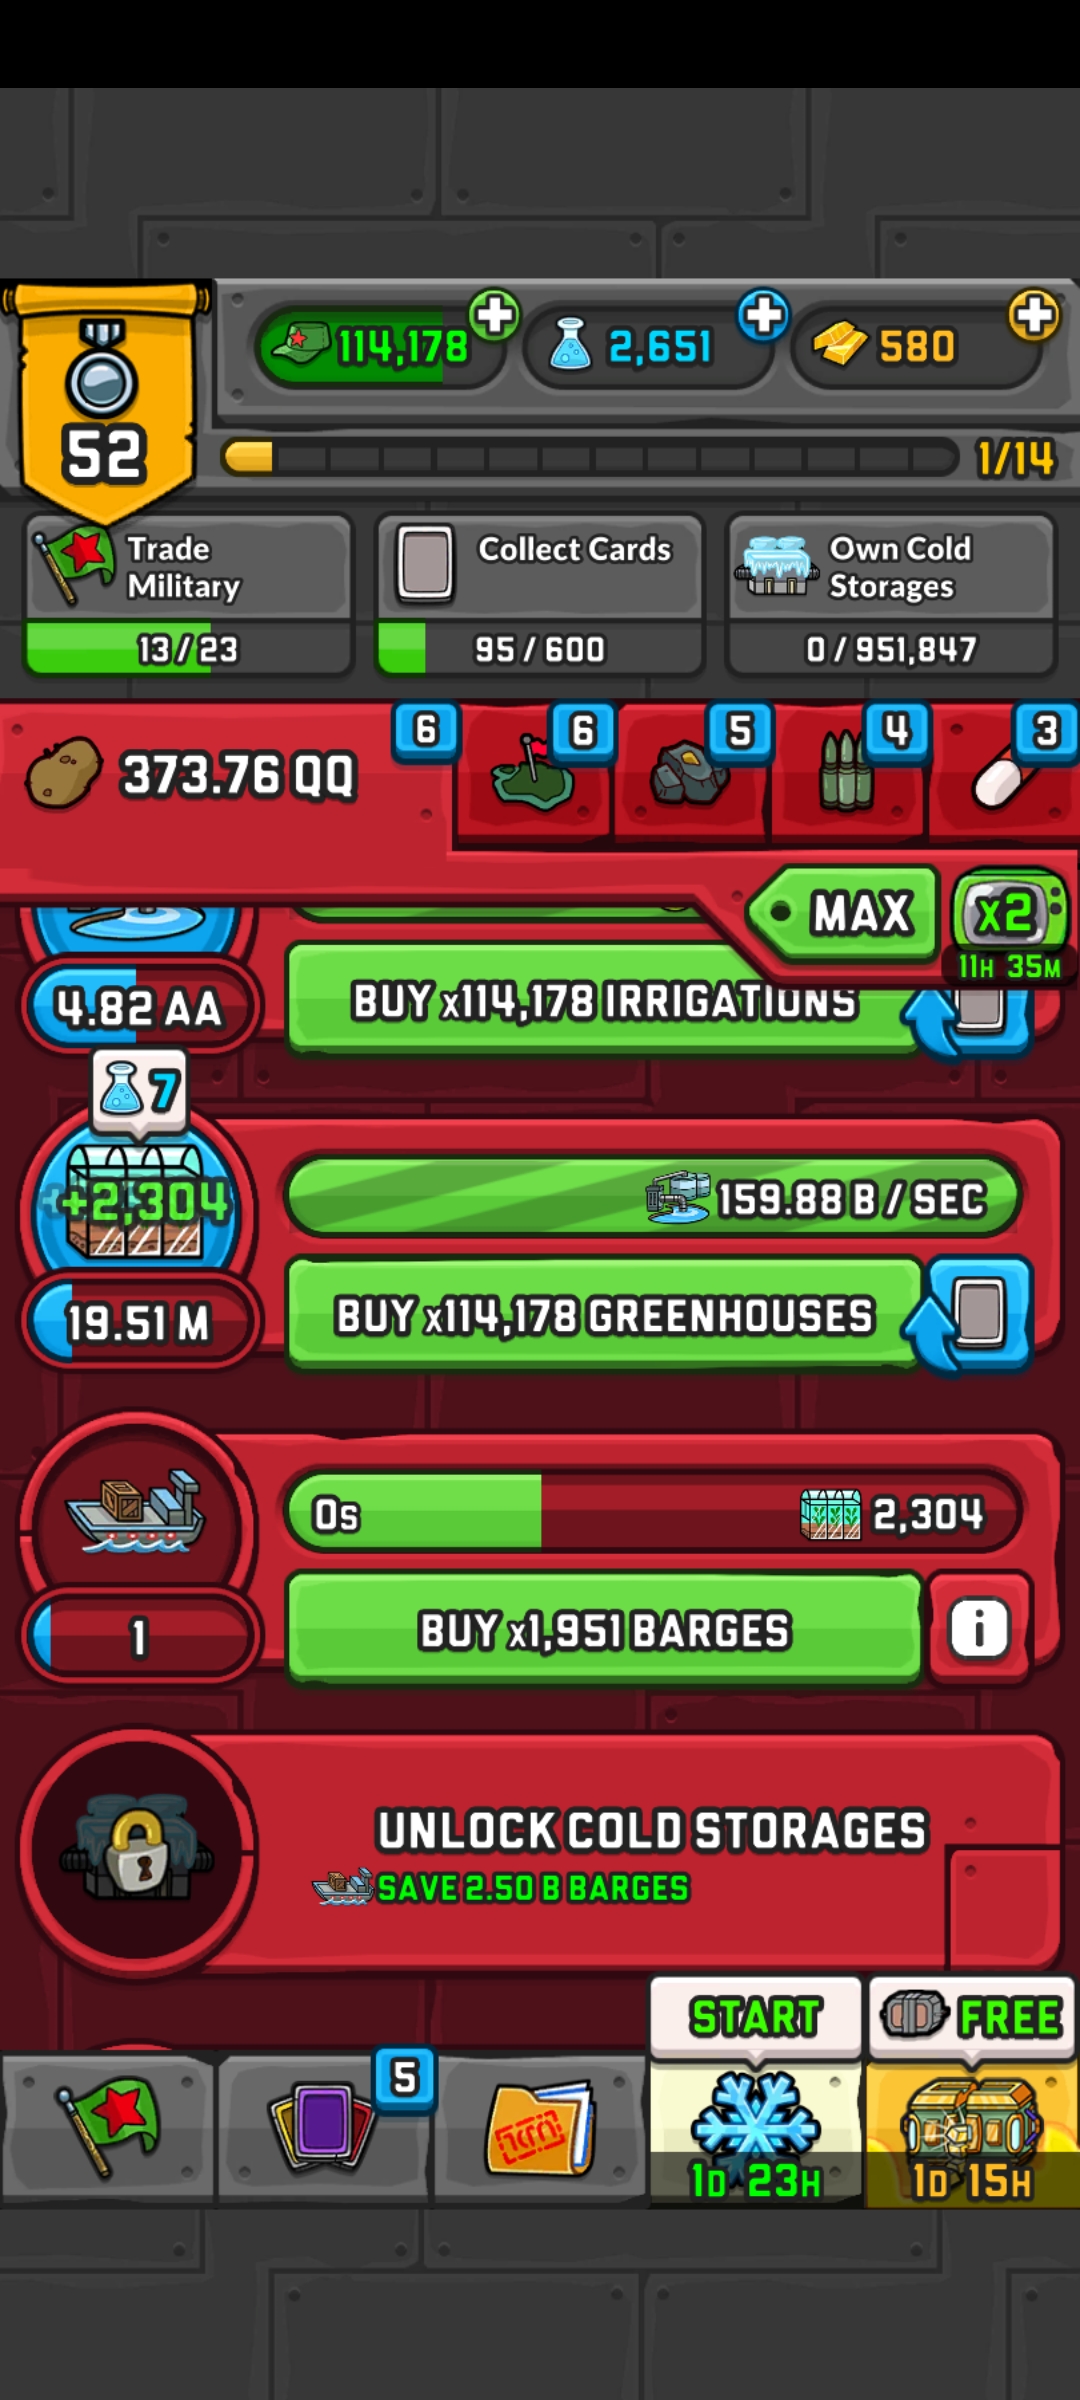 114,178
2,651
580
52
1/14
Trade
Military
Collect Cards
Own Cold
Storages
13/23
95/600
0/951,847
373.76 QQ
6
6
5
4
3
MAX
x2
11H 35M
4.82 AA
BUY x114,178 IRRIGATIONS
7
+2,304
159.88 B / SEC
19.51 M
BUY x114,178 GREENHOUSES
0s
2,304
1
BUY x1,951 BARGES
i
UNLOCK COLD STORAGES
SAVE 2.50 B BARGES
START
FREE
5
1D 23H
1D 15H